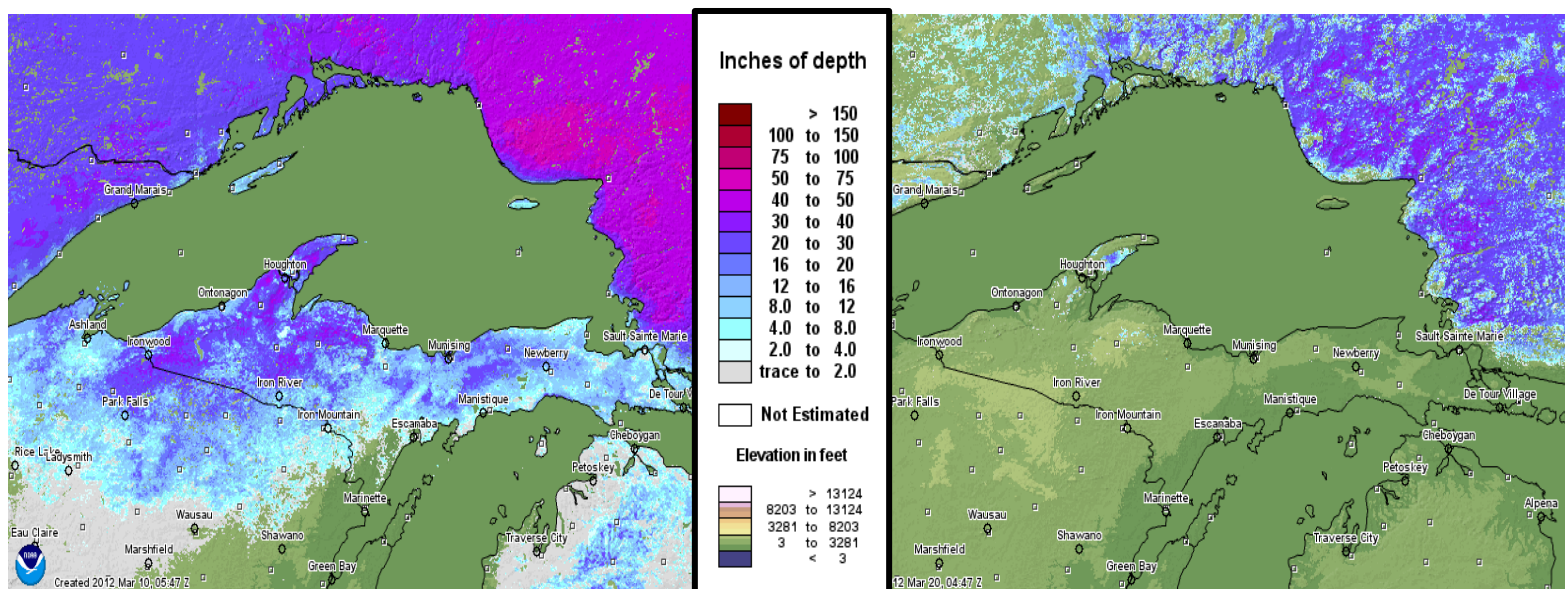 Grand Marais
Houghton
Ontonagon
Ashland
Ironwood
Marquette
Munising
Sault Sainte Marie
Newberry
Iron River
Park Falls
Manistique
De Tour Vil
Iron Mountain
Escanaba
Cheboygan
Rice Lake
Ladysmith
Petoskey
Marinette
Wausau
Eau Claire
Shawano
Traverse City
Marshfield
Green Bay
noaa
Created 2012 Mar 10, 05:47 Z
Inches of depth
> 150
100 to 150
75 to 100
50 to 75
40 to 50
30 to 40
20 to 30
16 to 20
12 to 16
8.0 to 12
4.0 to 8.0
2.0 to 4.0
trace to 2.0
Not Estimated
Elevation in feet
> 13124
8203 to 13124
3281 to 8203
3 to 3281
< 3
Grand Marais
Houghton
Ontonagon
Marquette
Sault Sainte Marie
Ironwood
Munising
Newberry
Iron River
De Tour Village
Park Falls
Manistique
Iron Mountain
Escanaba
Cheboygan
Petoskey
Marinette
Alpena
Wausau
Shawano
Traverse City
Marshfield
Green Bay
12 Mar 20, 04:47 Z